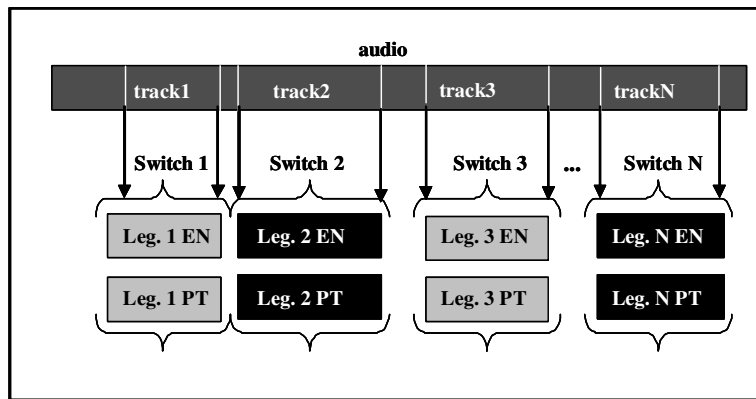 audio
track1 track2 track3 trackN
Switch 1 Switch 2 Switch 3 ... Switch N
Leg. 1 EN Leg. 2 EN Leg. 3 EN Leg. N EN
Leg. 1 PT Leg. 2 PT Leg. 3 PT Leg. N PT